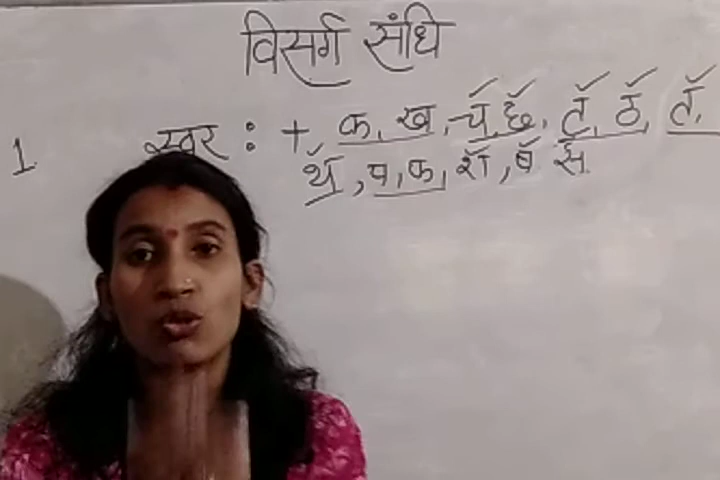 विसर्ग संधि
1. स्वर : + क, ख, च, छ, ट, ठ, त,
थ, प, फ, श, ष स